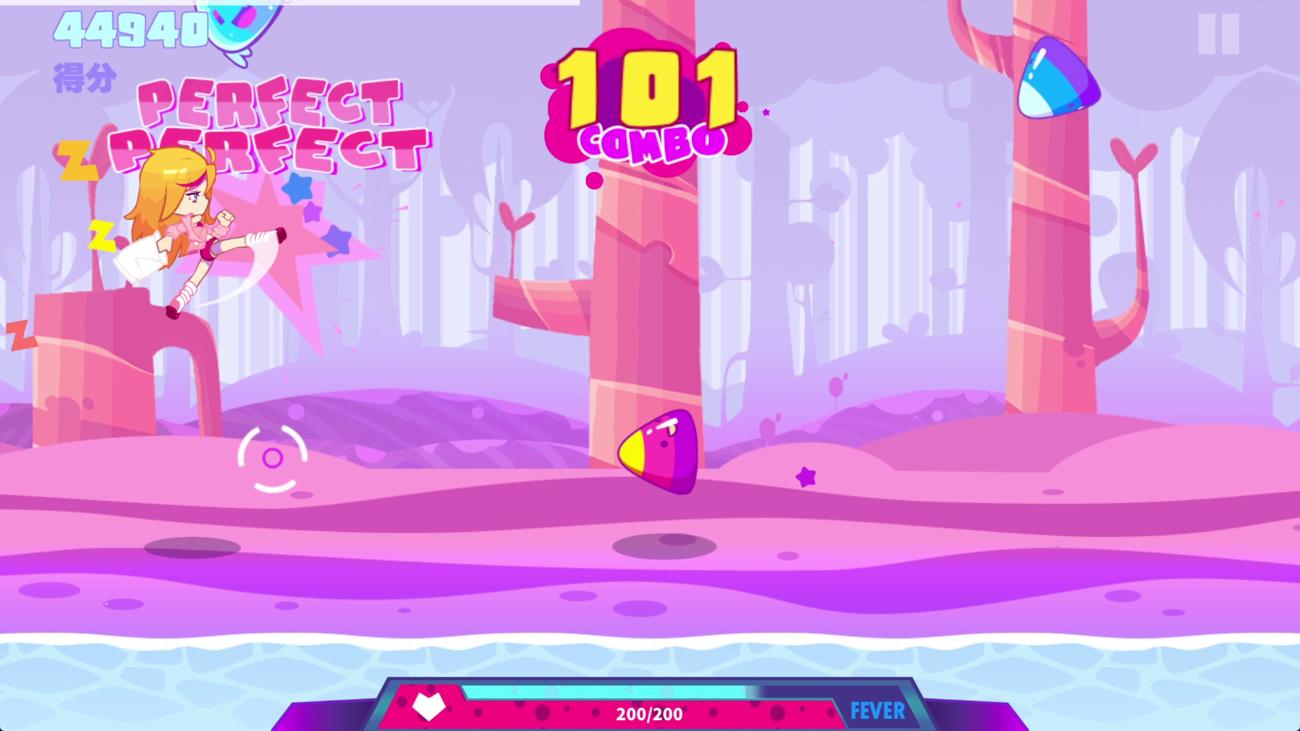 44940
得分
PERFECT
PERFECT
101
COMBO
Z
Z
Z
200/200
FEVER